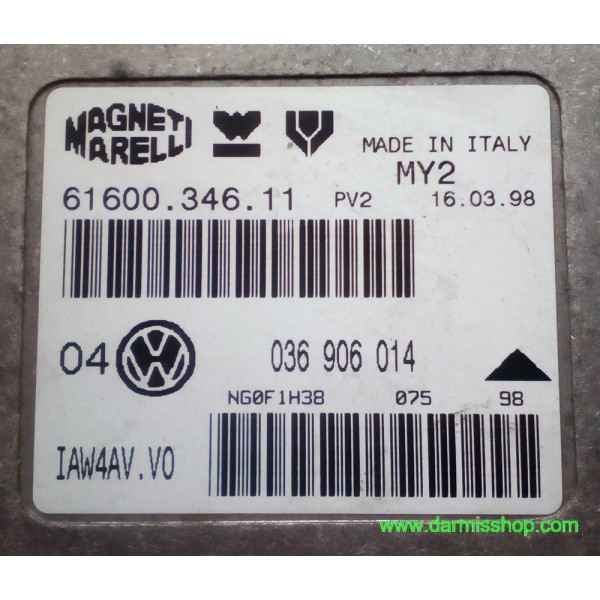 MAGNETI
MARELLI
MADE IN ITALY
MY2
61600.346.11 PV2 16.03.98
04 036 906 014
NG0F1H38 075 98
IAW4AV.V0
www.darmisshop.com